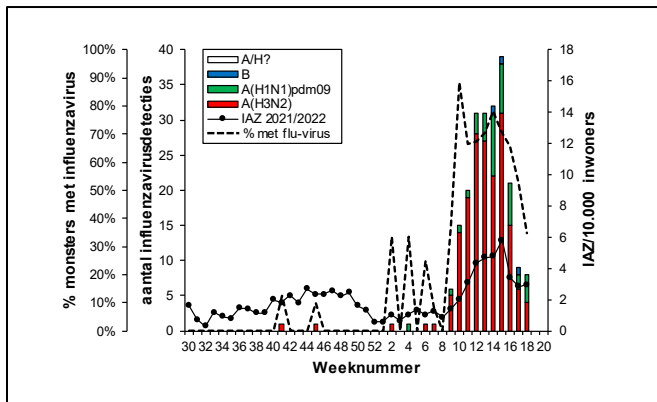 % monsters met influenzavirus
100%
90%
80%
70%
60%
50%
40%
30%
20%
10%
0%
aantal influenzavirusdetecties
40
35
30
25
20
15
10
5
0
A/H?
B
A(H1N1)pdm09
A(H3N2)
IAZ 2021/2022
% met flu-virus
18
16
14
12
10
8
6
4
2
0
IAZ/10.000 inwoners
30 32 34 36 38 40 42 44 46 48 50 52 2 4 6 8 10 12 14 16 18 20
Weeknummer